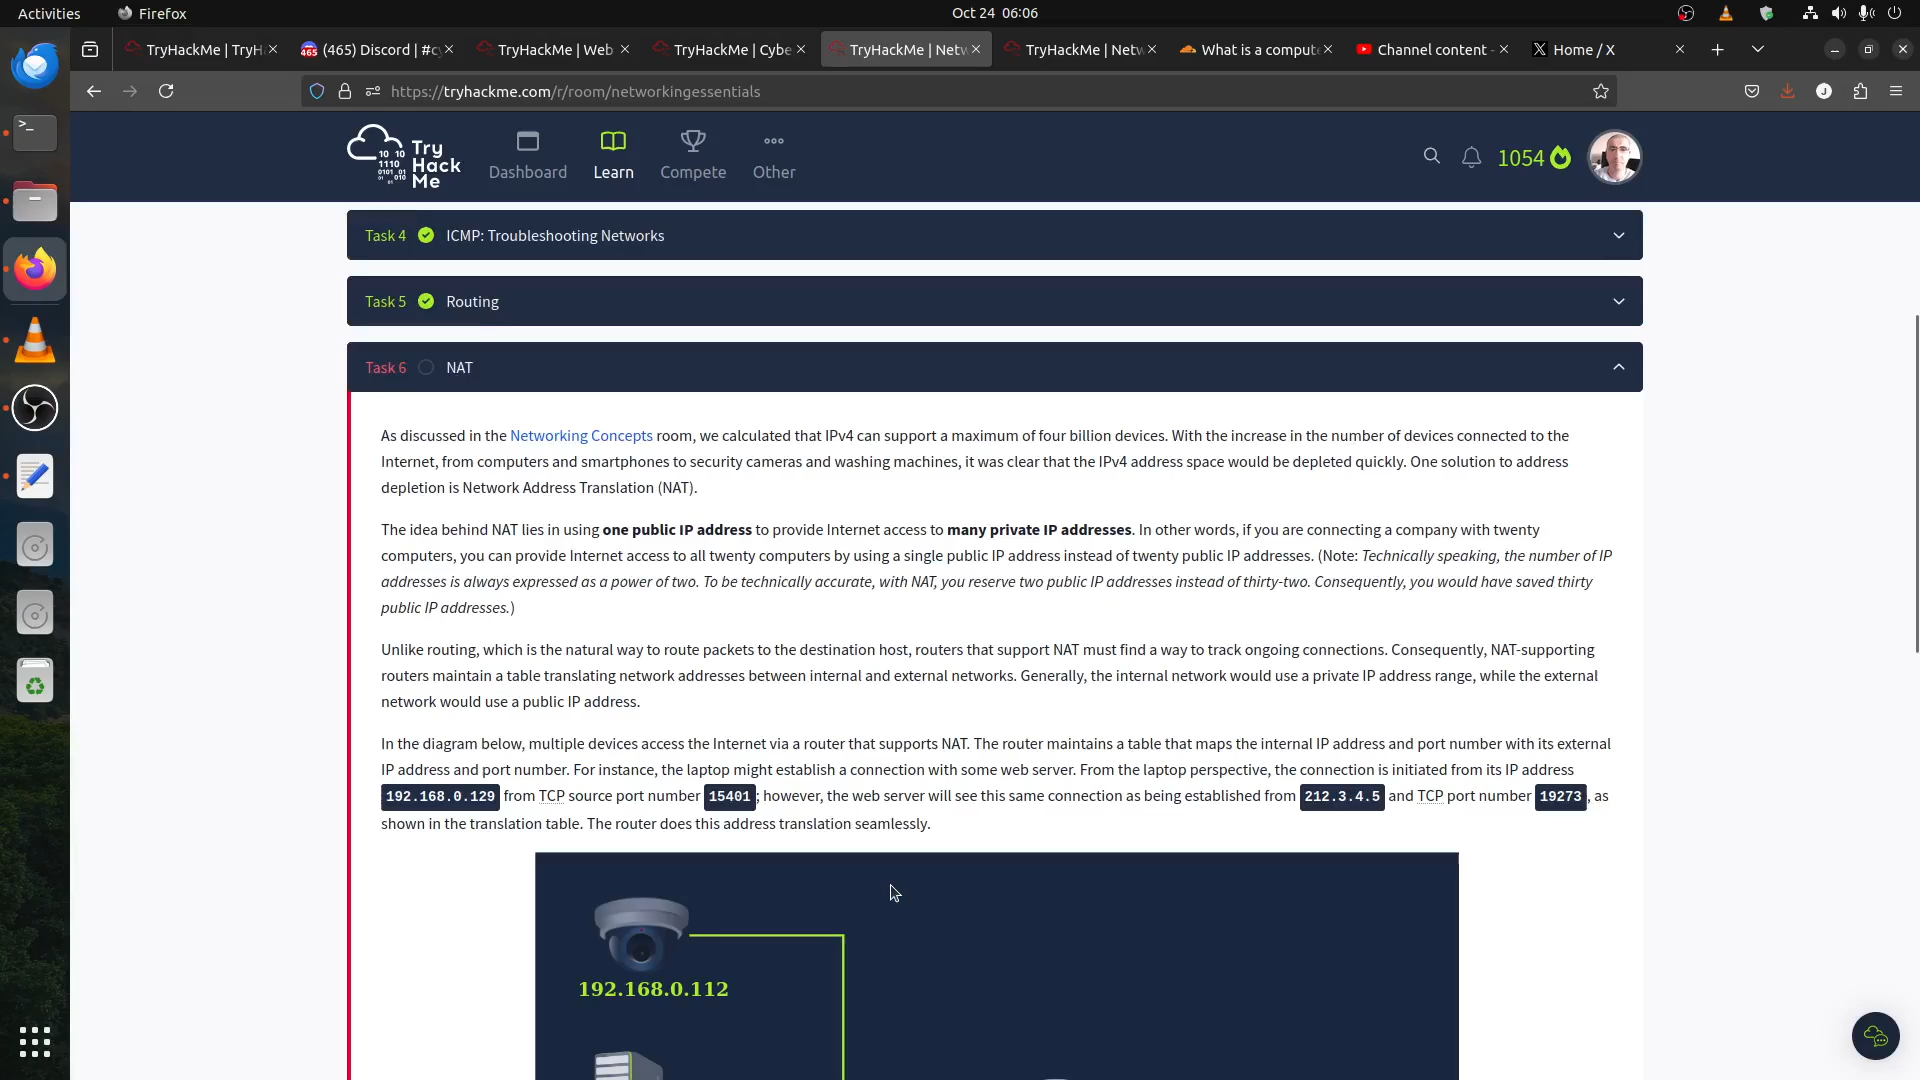 Activities
Firefox
Oct 24 06:06
TryHackMe | TryH
(465) Discord | #cy
TryHackMe | Web
TryHackMe | Cybe
TryHackMe | Netw
TryHackMe | Netw
What is a compute
Channel content -
Home / X
https://tryhackme.com/r/room/networkingessentials
Try Hack Me
Dashboard
Learn
Compete
Other
1054
Task 4 ICMP: Troubleshooting Networks
Task 5 Routing
Task 6 NAT
As discussed in the Networking Concepts room, we calculated that IPv4 can support a maximum of four billion devices. With the increase in the number of devices connected to the
Internet, from computers and smartphones to security cameras and washing machines, it was clear that the IPv4 address space would be depleted quickly. One solution to address
depletion is Network Address Translation (NAT).
The idea behind NAT lies in using one public IP address to provide Internet access to many private IP addresses. In other words, if you are connecting a company with twenty
computers, you can provide Internet access to all twenty computers by using a single public IP address instead of twenty public IP addresses. (Note: Technically speaking, the number of IP
addresses is always expressed as a power of two. To be technically accurate, with NAT, you reserve two public IP addresses instead of thirty-two. Consequently, you would have saved thirty
public IP addresses.)
Unlike routing, which is the natural way to route packets to the destination host, routers that support NAT must find a way to track ongoing connections. Consequently, NAT-supporting
routers maintain a table translating network addresses between internal and external networks. Generally, the internal network would use a private IP address range, while the external
network would use a public IP address.
In the diagram below, multiple devices access the Internet via a router that supports NAT. The router maintains a table that maps the internal IP address and port number with its external
IP address and port number. For instance, the laptop might establish a connection with some web server. From the laptop perspective, the connection is initiated from its IP address
192.168.0.129 from TCP source port number 15401; however, the web server will see this same connection as being established from 212.3.4.5 and TCP port number 19273, as
shown in the translation table. The router does this address translation seamlessly.
192.168.0.112